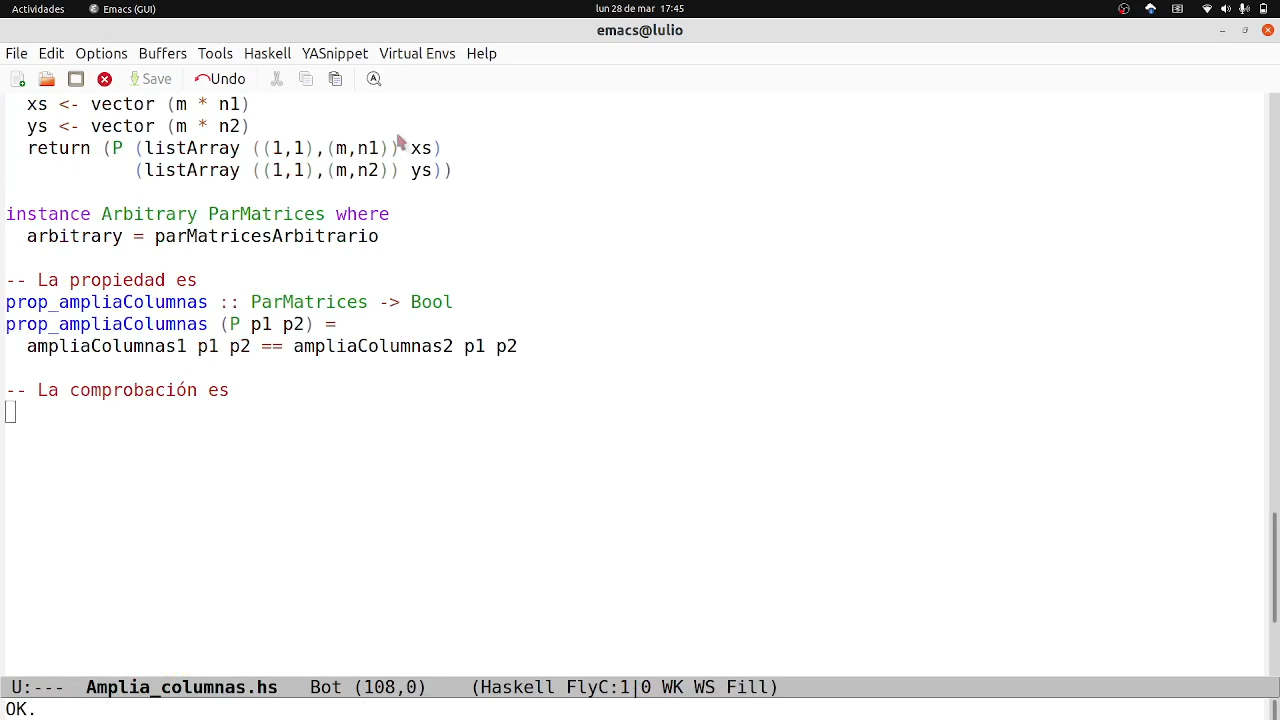 Actividades
Emacs (GUI)
lun 28 de mar 17:45
emacs@lulio
File Edit Options Buffers Tools Haskell YASnippet Virtual Envs Help
Save Undo
xs <- vector (m * n1)
ys <- vector (m * n2)
return (P (listArray ((1,1),(m,n1)) xs)
(listArray ((1,1),(m,n2)) ys))
instance Arbitrary ParMatrices where
arbitrary = parMatricesArbitrario
-- La propiedad es
prop_ampliaColumnas :: ParMatrices -> Bool
prop_ampliaColumnas (P p1 p2) =
ampliaColumnas1 p1 p2 == ampliaColumnas2 p1 p2
-- La comprobación es
U:--- Amplia_columnas.hs Bot (108,0) (Haskell FlyC:1|0 WK WS Fill)
OK.